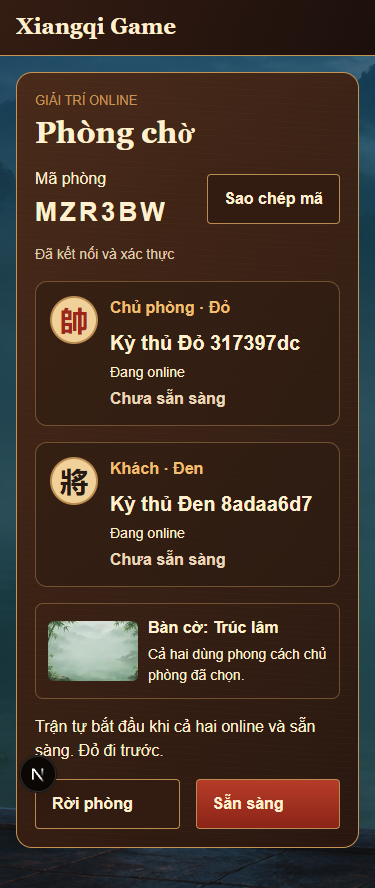 Xiangqi Game
GIẢI TRÍ ONLINE
Phòng chờ
Mã phòng
MZR3BW
Sao chép mã
Đã kết nối và xác thực
帥
Chủ phòng · Đỏ
Kỳ thủ Đỏ 317397dc
Đang online
Chưa sẵn sàng
將
Khách · Đen
Kỳ thủ Đen 8adaa6d7
Đang online
Chưa sẵn sàng
Bàn cờ: Trúc lâm
Cả hai dùng phong cách chủ
phòng đã chọn.
Trận tự bắt đầu khi cả hai online và sẵn
sàng. Đỏ đi trước.
N
Rời phòng
Sẵn sàng